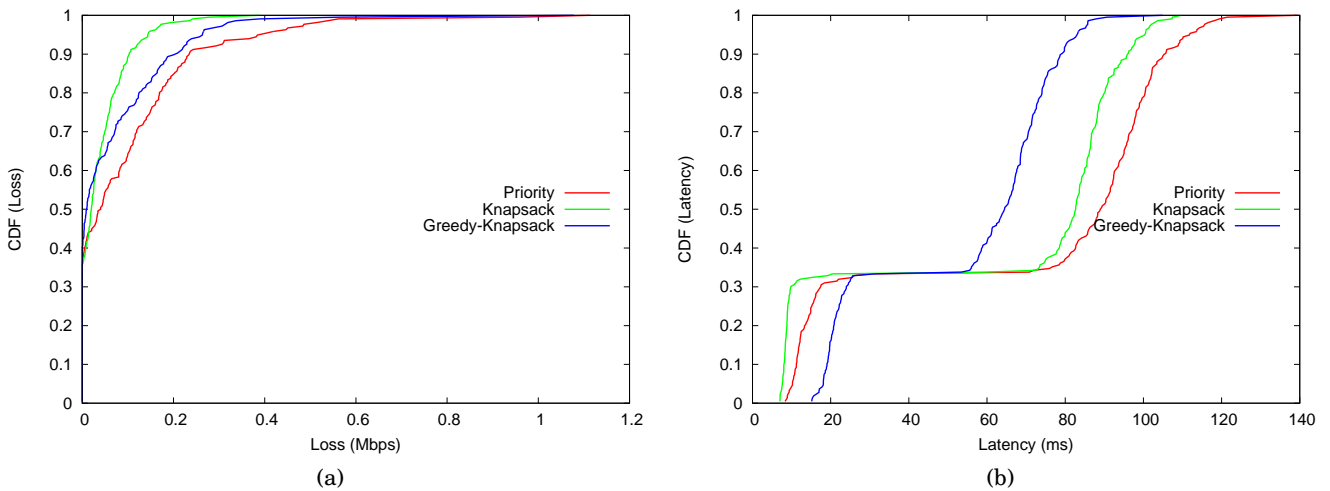 1
0.9
0.8
0.7
0.6
0.5
0.4
0.3
0.2
0.1
0
CDF (Loss)
Priority
Knapsack
Greedy-Knapsack
0 0.2 0.4 0.6 0.8 1 1.2
Loss (Mbps)
(a)
1
0.9
0.8
0.7
0.6
0.5
0.4
0.3
0.2
0.1
0
CDF (Latency)
Priority
Knapsack
Greedy-Knapsack
0 20 40 60 80 100 120 140
Latency (ms)
(b)